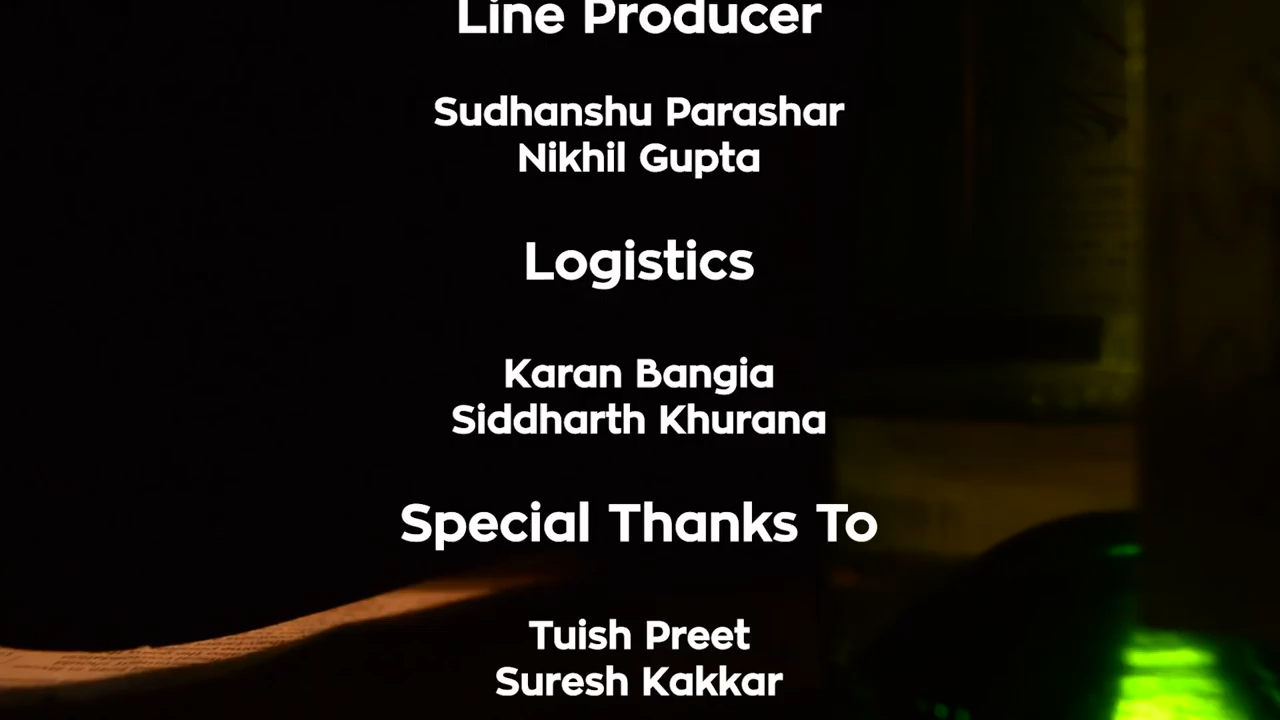 Line Producer
Sudhanshu Parashar
Nikhil Gupta
Logistics
Karan Bangia
Siddharth Khurana
Special Thanks To
Tuish Preet
Suresh Kakkar